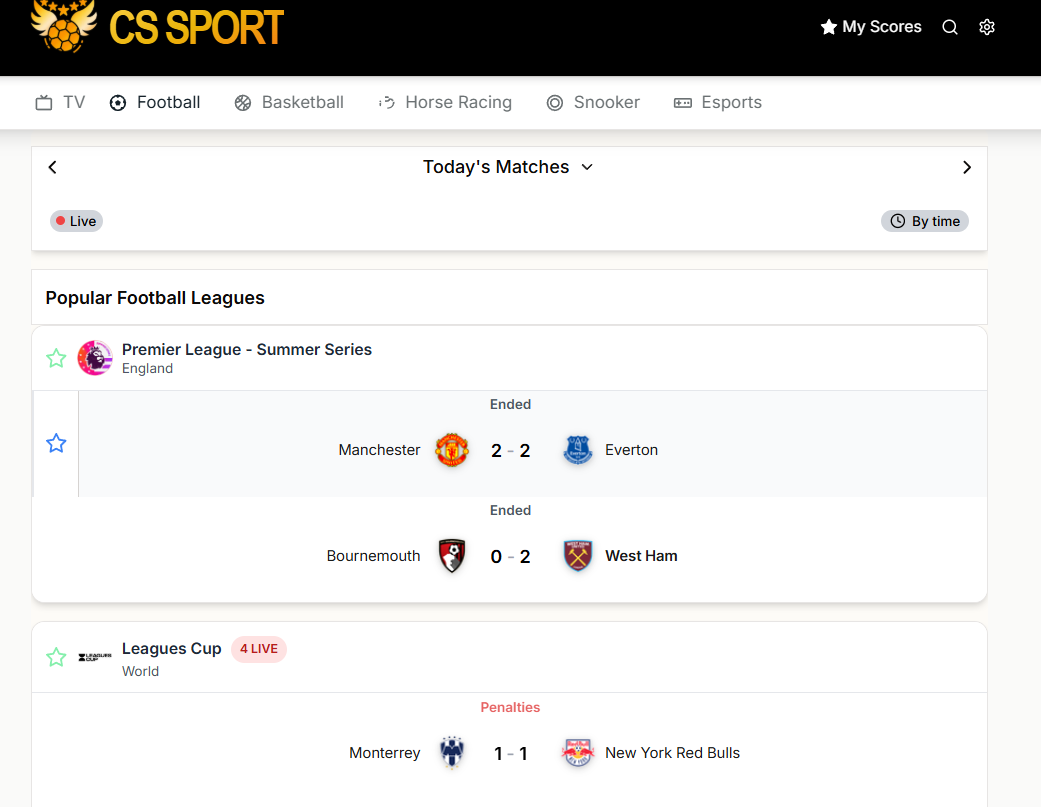 CS SPORT
My Scores
TV Football Basketball Horse Racing Snooker Esports
Today's Matches
Live By time
Popular Football Leagues
Premier League - Summer Series
England
Ended
Manchester 2 - 2 Everton
Ended
Bournemouth 0 - 2 West Ham
Leagues Cup 4 LIVE
World
Penalties
Monterrey 1 - 1 New York Red Bulls